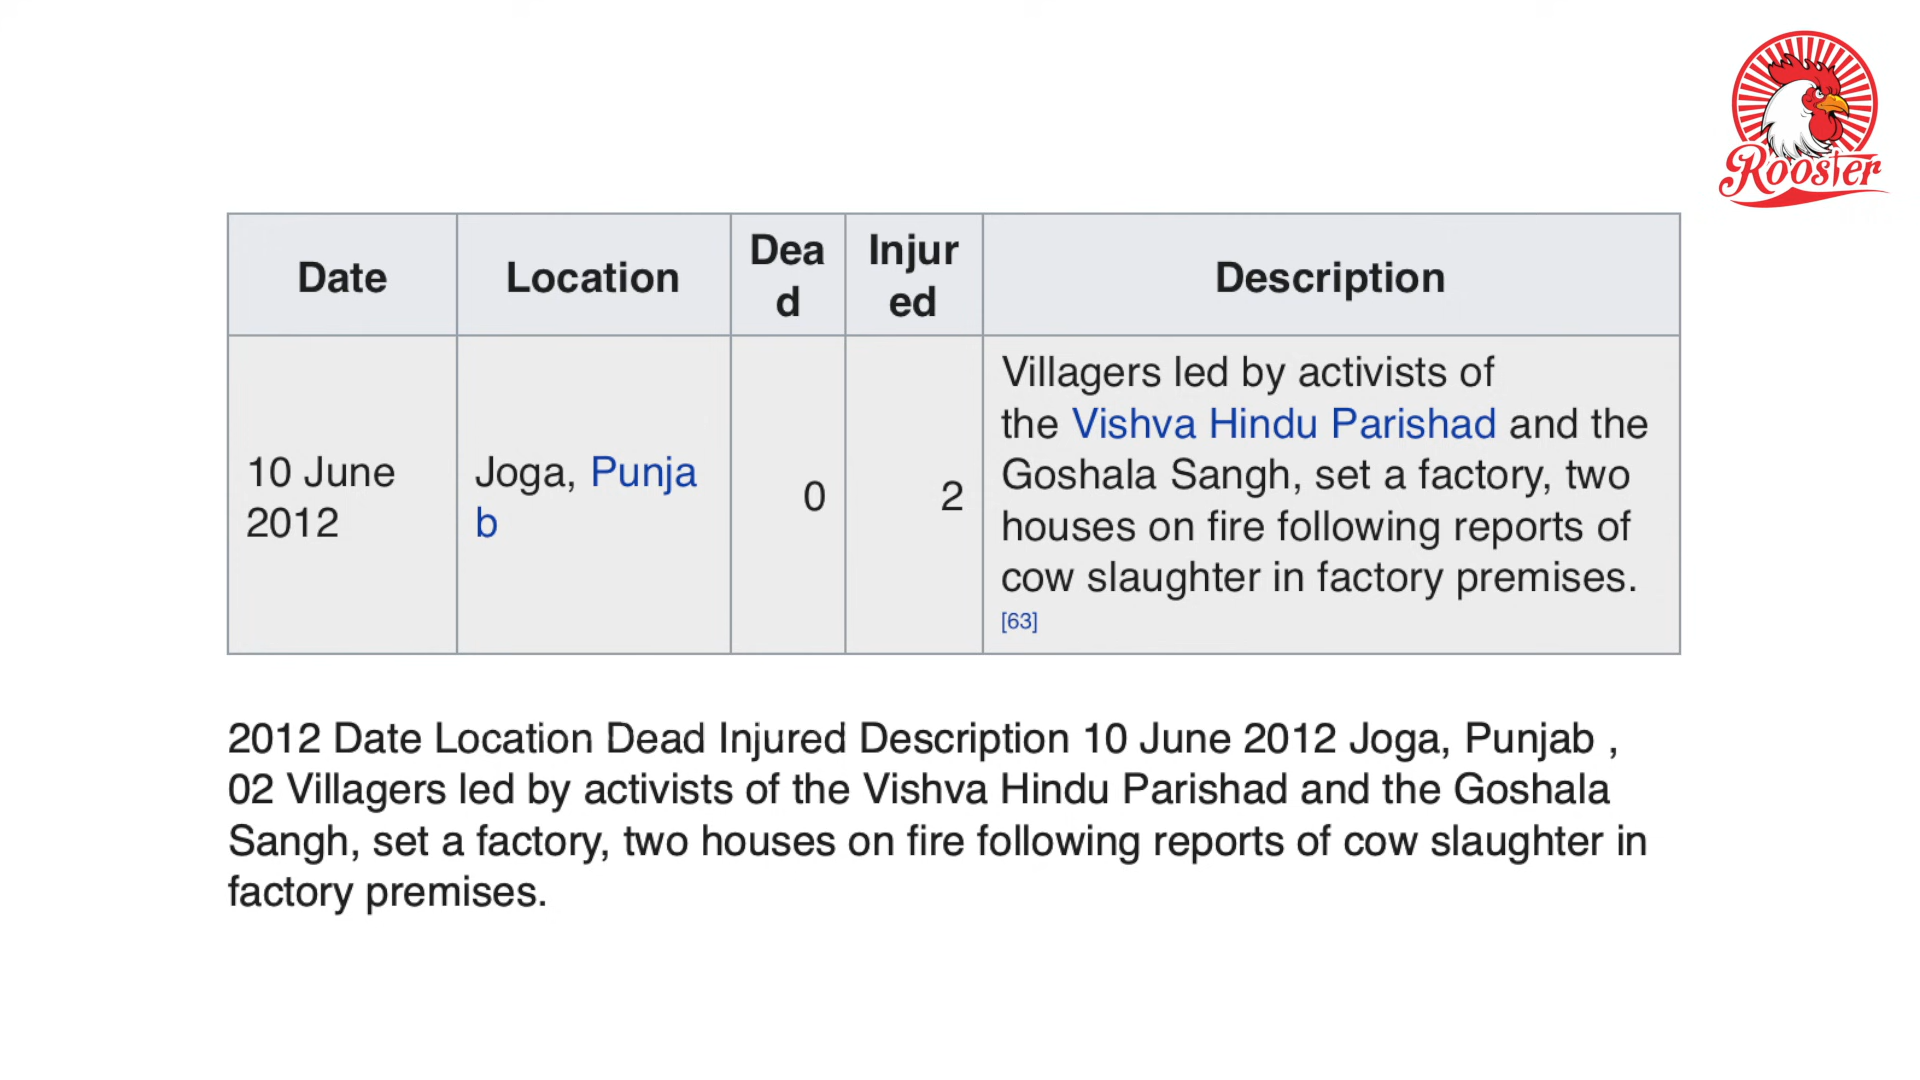 Rooster
Date Location Dea Injur Description
d ed
Villagers led by activists of
the Vishva Hindu Parishad and the
10 June Joga, Punja Goshala Sangh, set a factory, two
2012 b 0 2 houses on fire following reports of
cow slaughter in factory premises.
[63]
2012 Date Location Dead Injured Description 10 June 2012 Joga, Punjab ,
02 Villagers led by activists of the Vishva Hindu Parishad and the Goshala
Sangh, set a factory, two houses on fire following reports of cow slaughter in
factory premises.